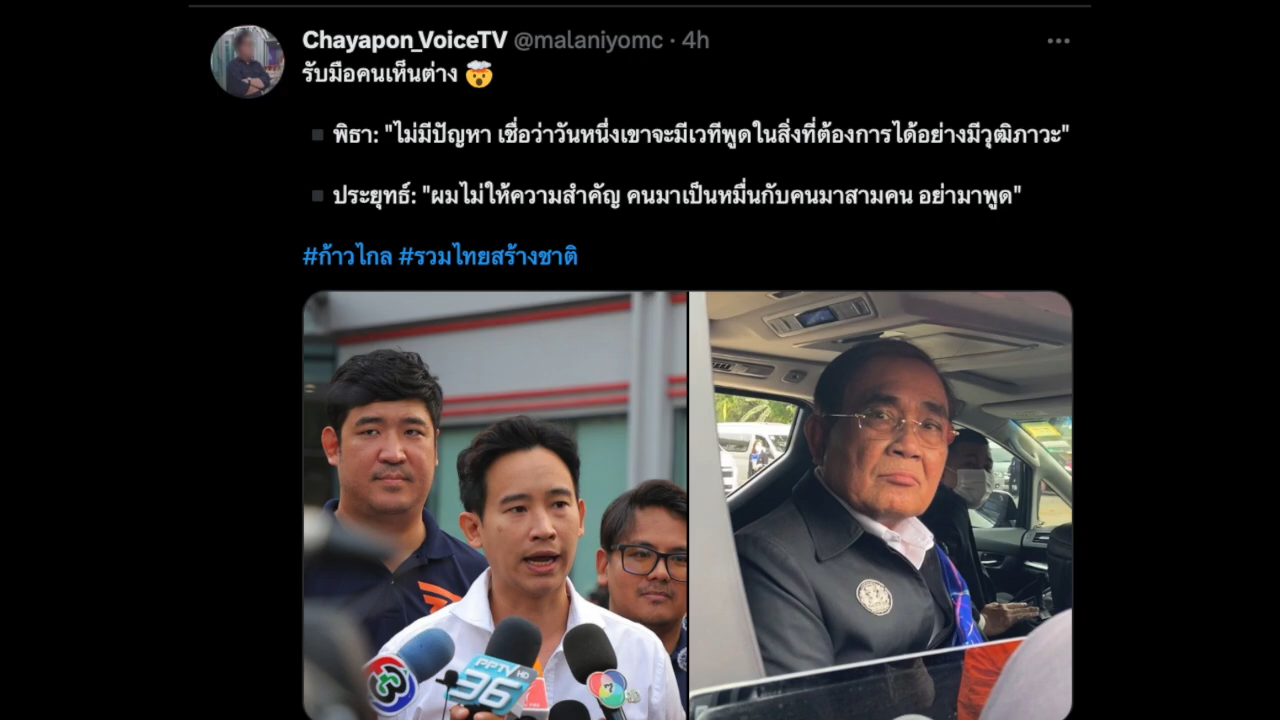 Chayapon_VoiceTV @malaniyomc · 4h
รับมือคนเห็นต่าง 🤯
▪️ พิธา: "ไม่มีปัญหา เชื่อว่าวันหนึ่งเขาจะมีเวทีพูดในสิ่งที่ต้องการได้อย่างมีวุฒิภาวะ"
▪️ ประยุทธ์: "ผมไม่ให้ความสำคัญ คนมาเป็นหมื่นกับคนมาสามคน อย่ามาพูด"
#ก้าวไกล #รวมไทยสร้างชาติ
3
PPTV HD
36
7